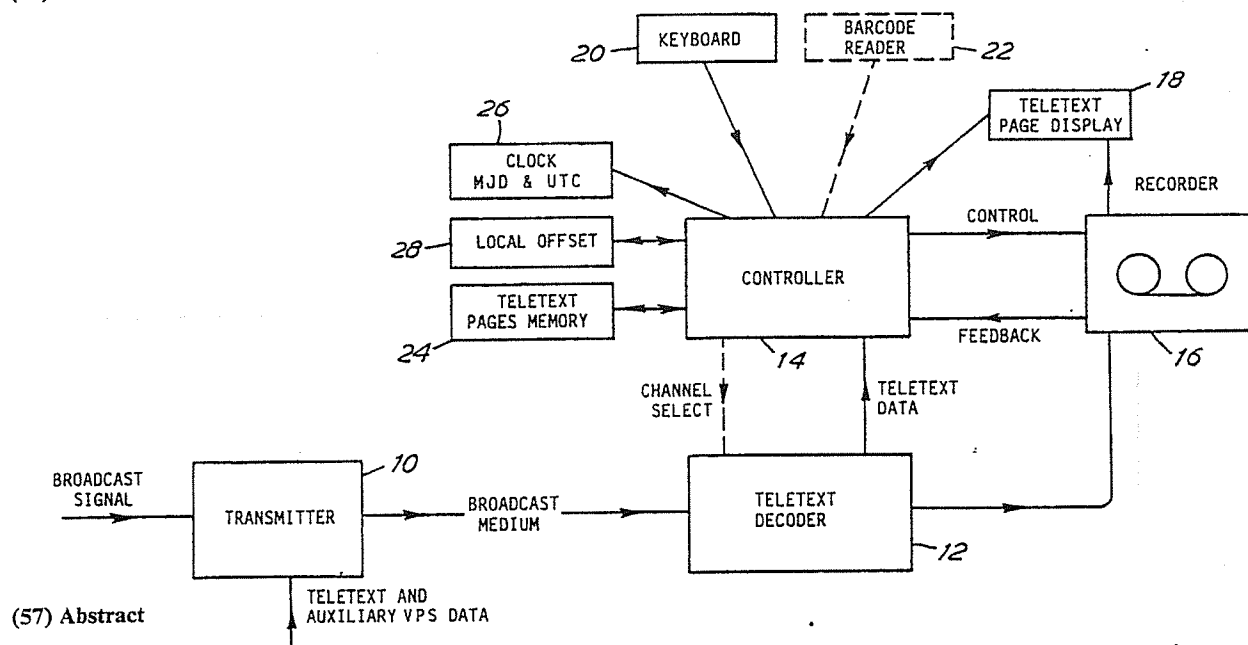 KEYBOARD
20
BARCODE
READER
22
18
TELETEXT
PAGE DISPLAY
26
CLOCK
MJD & UTC
RECORDER
28
LOCAL OFFSET
CONTROL
CONTROLLER
TELETEXT
PAGES MEMORY
24
FEEDBACK
14
16
CHANNEL
SELECT
TELETEXT
DATA
10
BROADCAST
SIGNAL
TRANSMITTER
BROADCAST
MEDIUM
TELETEXT
DECODER
12
TELETEXT AND
AUXILIARY VPS DATA
(57) Abstract